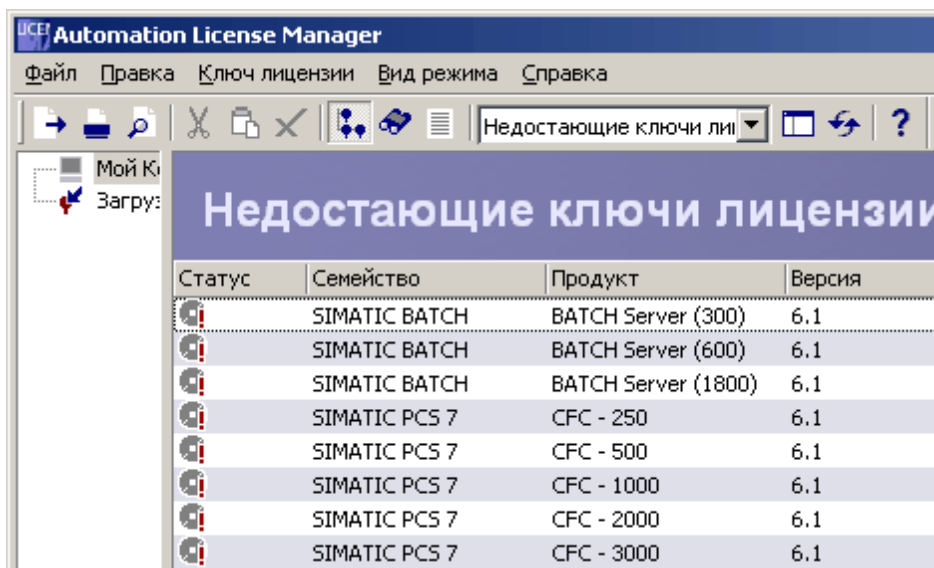 Automation License Manager
Файл Правка Ключ лицензии Вид режима Справка
Недостающие ключи ?
Мой
Недостающие ключи лицензии
Статус Семейство Продукт Версия
SIMATIC BATCH BATCH Server (300) 6.1
SIMATIC BATCH BATCH Server (600) 6.1
SIMATIC BATCH BATCH Server (1800) 6.1
SIMATIC PCS 7 CFC - 250 6.1
SIMATIC PCS 7 CFC - 500 6.1
SIMATIC PCS 7 CFC - 1000 6.1
SIMATIC PCS 7 CFC - 2000 6.1
SIMATIC PCS 7 CFC - 3000 6.1